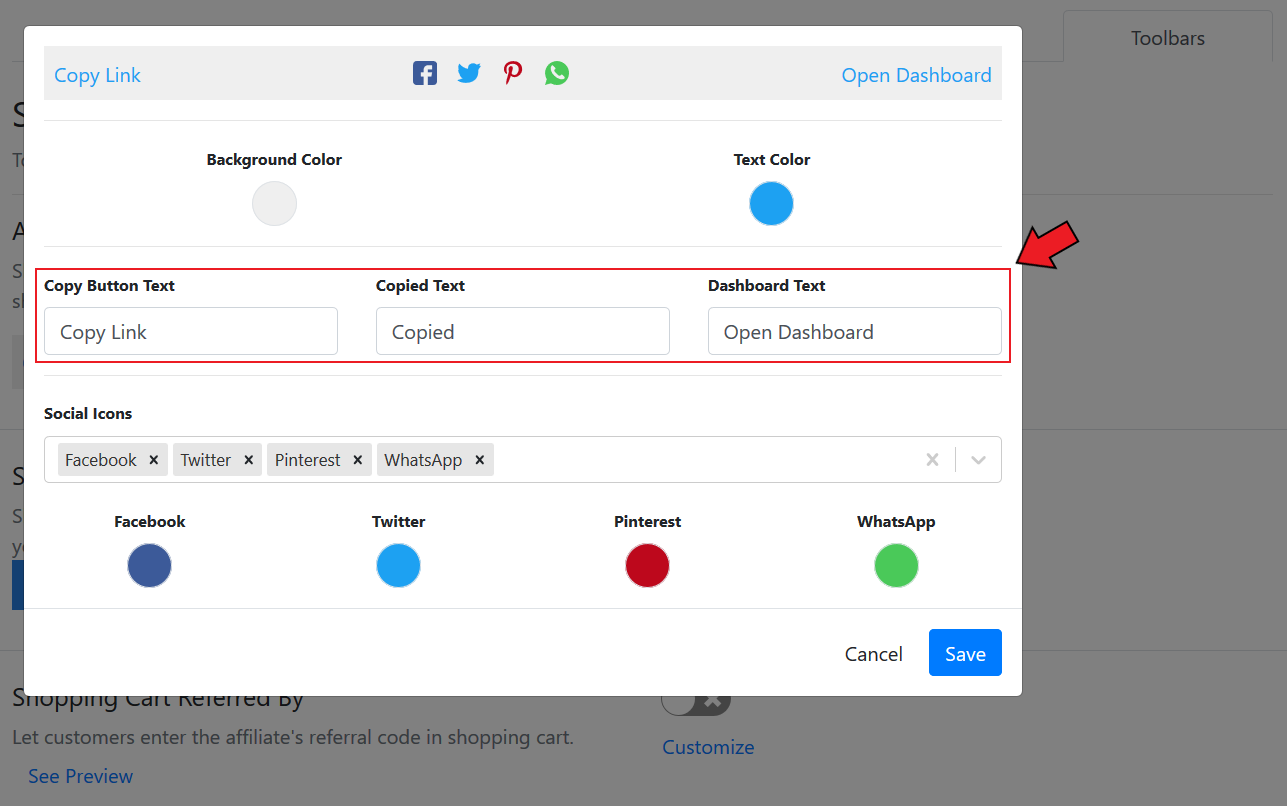 Toolbars
Copy Link Open Dashboard
Background Color Text Color
Copy Button Text Copied Text Dashboard Text
Copy Link Copied Open Dashboard
Social Icons
Facebook Twitter Pinterest WhatsApp
Facebook Twitter Pinterest WhatsApp
Cancel Save
Shopping Cart Referred By
Let customers enter the affiliate's referral code in shopping cart.
Customize
See Preview